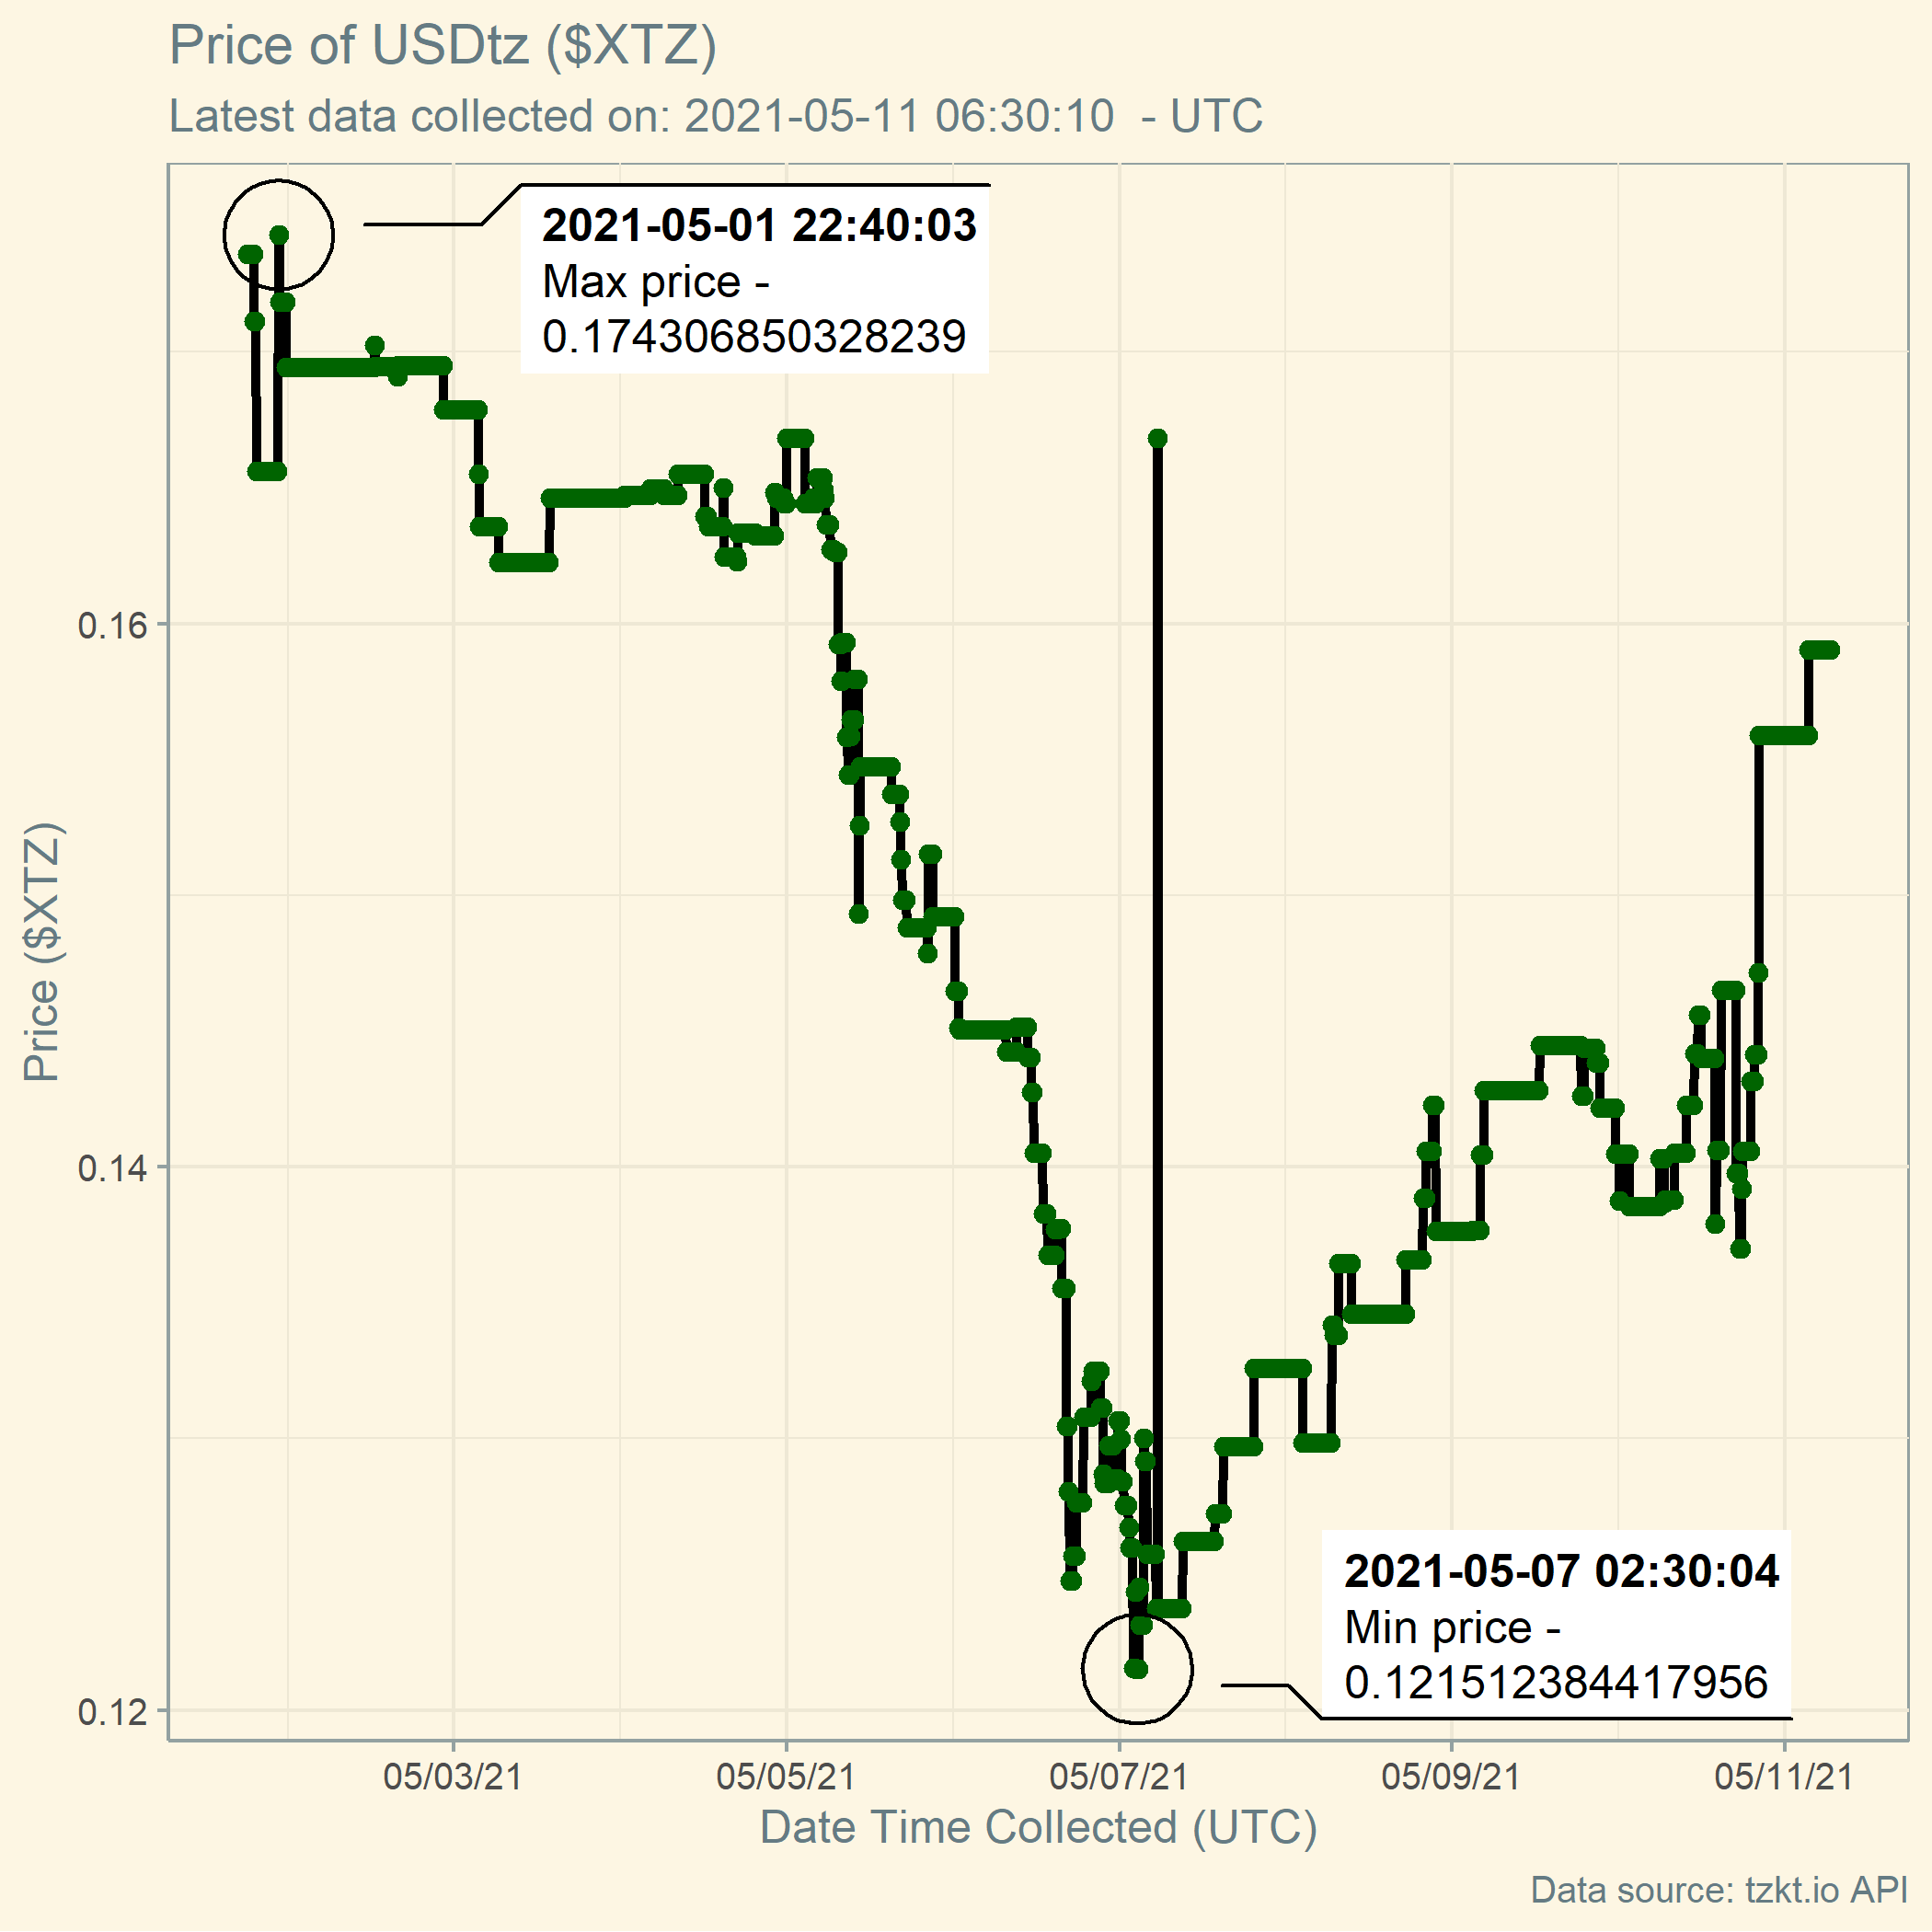 Price of USDtz ($XTZ)
Latest data collected on: 2021-05-11 06:30:10  - UTC
2021-05-01 22:40:03
Max price -
0.174306850328239
0.16
0.14
0.12
Price ($XTZ)
2021-05-07 02:30:04
Min price -
0.121512384417956
05/03/21
05/05/21
05/07/21
05/09/21
05/11/21
Date Time Collected (UTC)
Data source: tzkt.io API